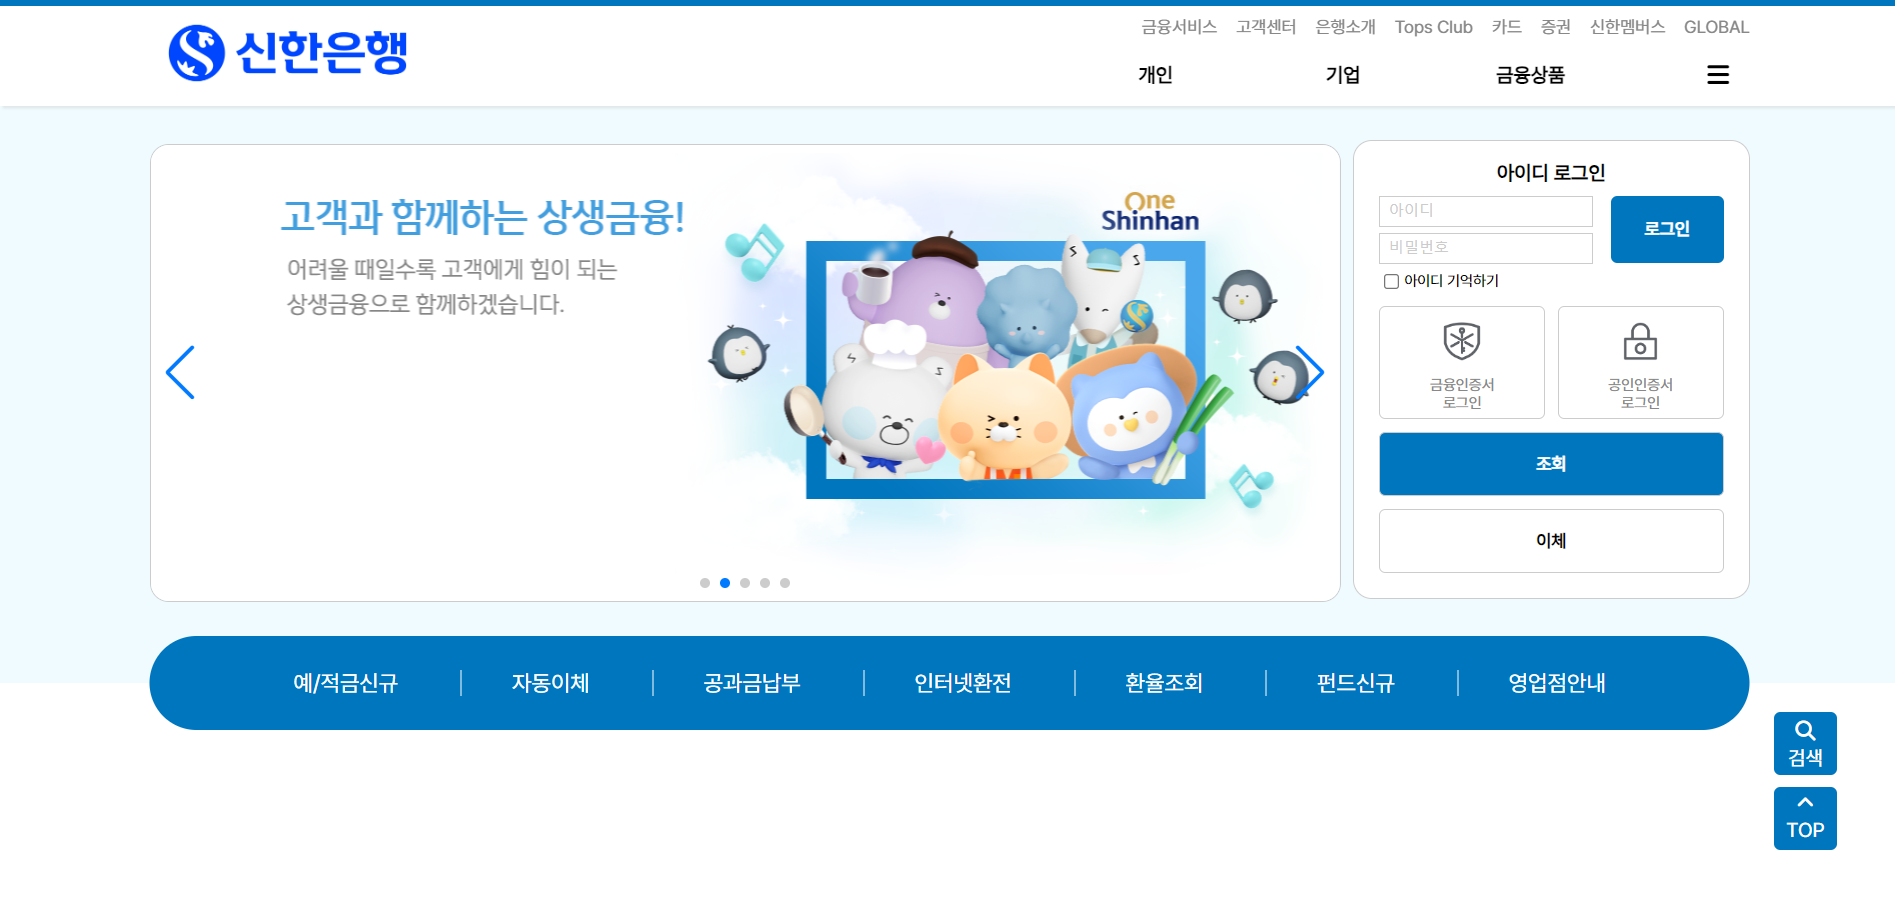 신한은행
금융서비스 고객센터 은행소개 Tops Club 카드 증권 신한멤버스 GLOBAL
개인 기업 금융상품
고객과 함께하는 상생금융!
어려울 때일수록 고객에게 힘이 되는
상생금융으로 함께하겠습니다.
One
Shinhan
아이디 로그인
아이디
비밀번호
로그인
아이디 기억하기
금융인증서
로그인
공인인증서
로그인
조회
이체
예/적금신규 자동이체 공과금납부 인터넷환전 환율조회 펀드신규 영업점안내
검색
TOP